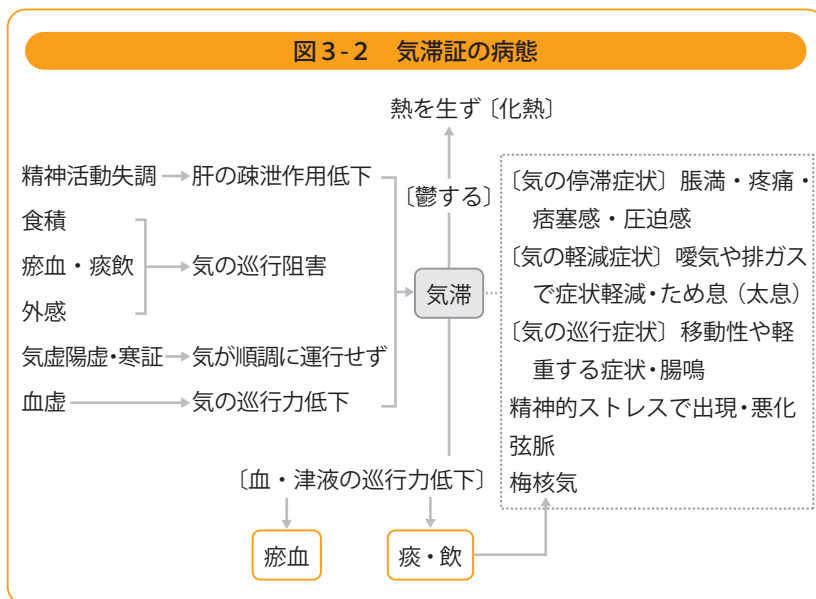 図3-2 気滞証の病態
熱を生ず〔化熱〕
〔鬱する〕
精神活動失調
肝の疎泄作用低下
食積
瘀血・痰飲
外感
気の巡行阻害
気虚陽虚・寒証
気が順調に運行せず
血虚
気の巡行力低下
気滞
〔気の停滞症状〕脹満・疼痛・
痞塞感・圧迫感
〔気の軽減症状〕噯気や排ガス
で症状軽減・ため息（太息）
〔気の巡行症状〕移動性や軽
重する症状・腸鳴
精神的ストレスで出現・悪化
弦脈
梅核気
〔血・津液の巡行力低下〕
瘀血
痰・飲